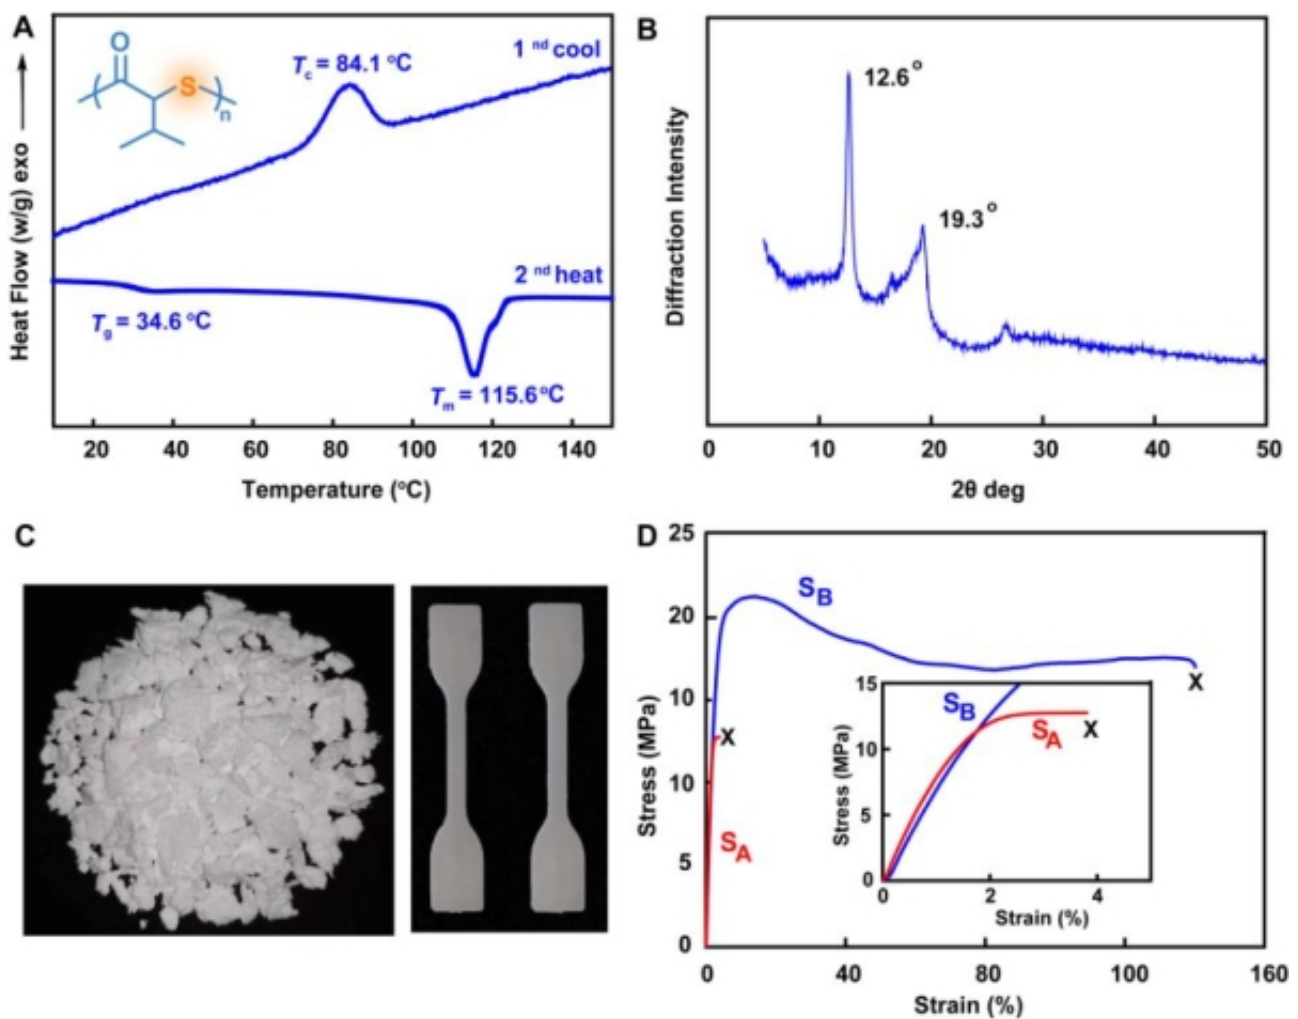 A
O
S
n
T_c = 84.1 °C
1 nd cool
2 nd heat
T_g = 34.6 °C
T_m = 115.6 °C
Heat Flow (w/g) exo
20 40 60 80 100 120 140
Temperature (°C)
B
12.6°
19.3°
Diffraction Intensity
0 10 20 30 40 50
2θ deg
C
D
25
20
10
10
5
0
Stress (MPa)
S_B
X
X
S_A
0 40 80 100 160
Strain (%)
15
10
5
0
Stress (MPa)
S_B
S_A
X
0 2 4
Strain (%)